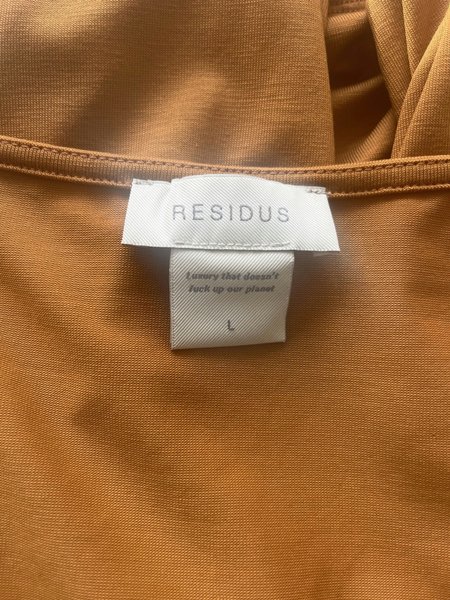 RESIDUS
Luxury that doesn't
fuck up our planet
L